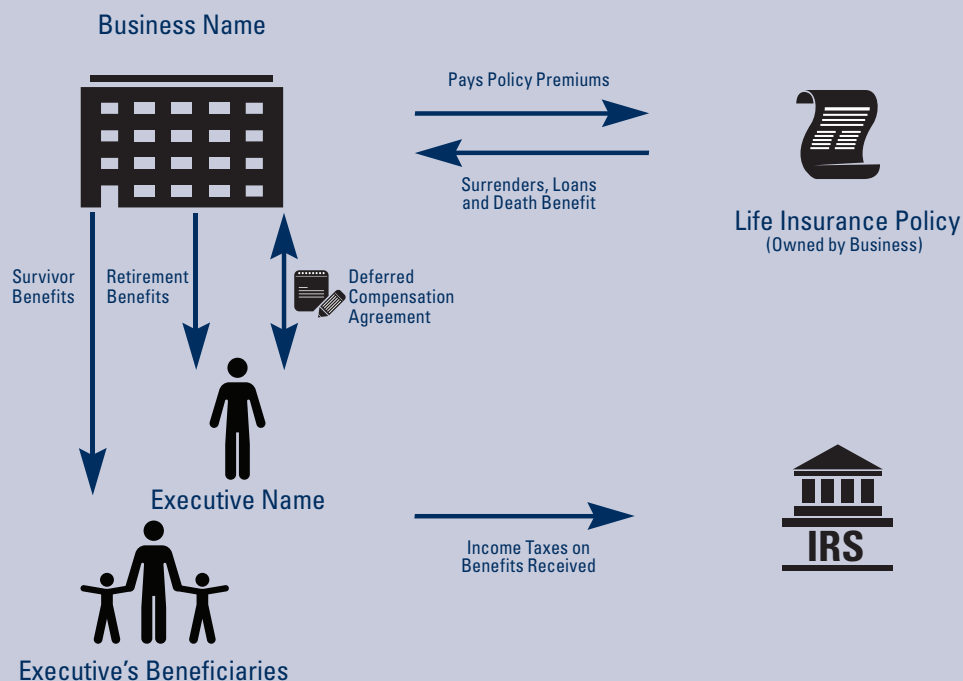 Business Name
Pays Policy Premiums
Surrenders, Loans
and Death Benefit
Life Insurance Policy
(Owned by Business)
Survivor
Benefits
Retirement
Benefits
Deferred
Compensation
Agreement
Executive Name
Income Taxes on
Benefits Received
IRS
Executive's Beneficiaries